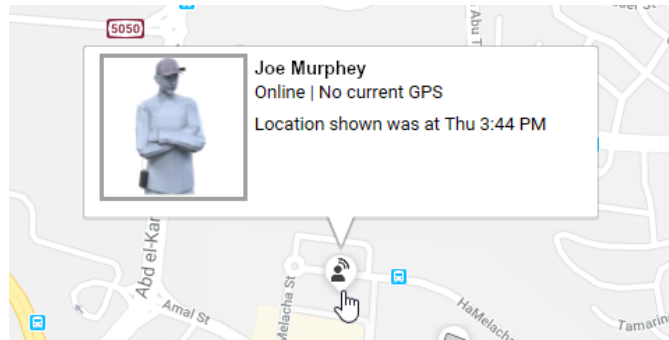 5050
Abu T
Joe Murphey
Online | No current GPS
Location shown was at Thu 3:44 PM
Abd el-Kar
Amal St
Melacha St
HaMelacha
Tamarin